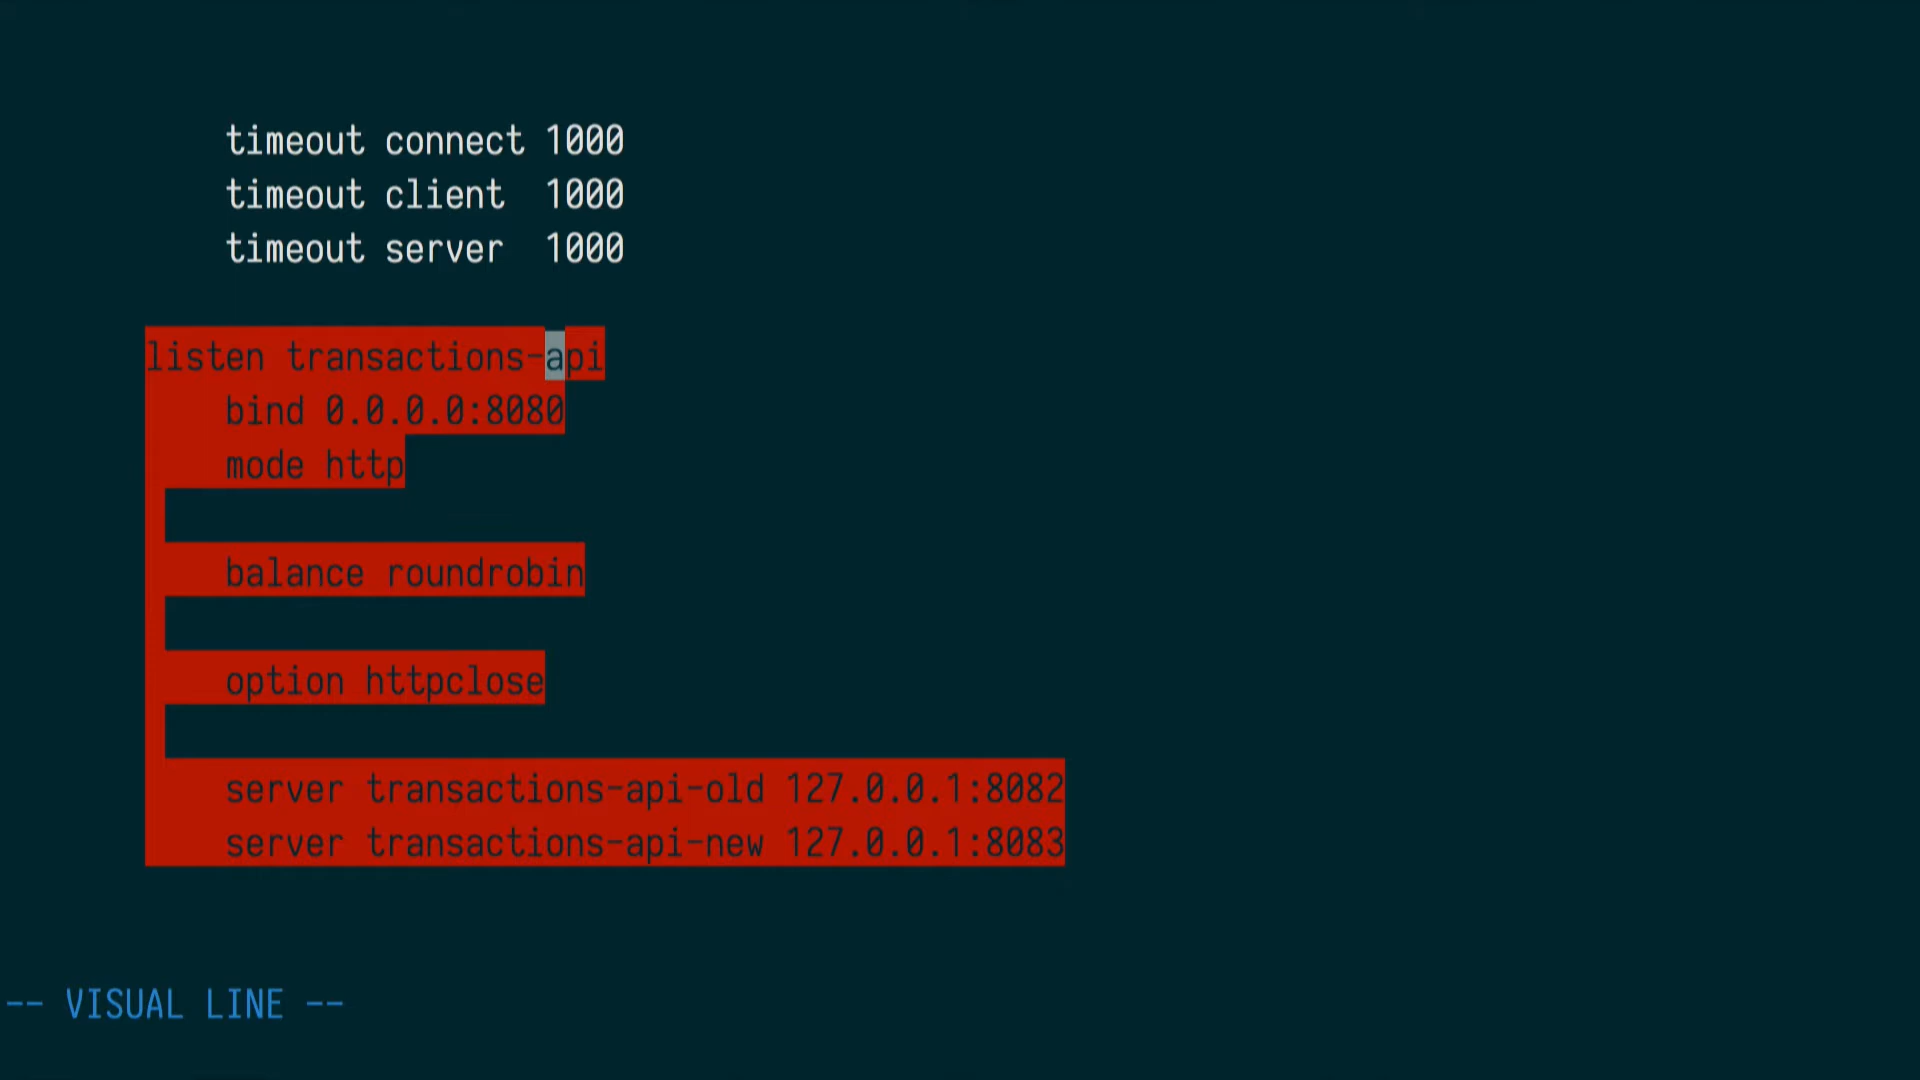 timeout connect 1000
timeout client  1000
timeout server  1000
listen transactions-api
bind 0.0.0.0:8080
mode http
balance roundrobin
option httpclose
server transactions-api-old 127.0.0.1:8082
server transactions-api-new 127.0.0.1:8083
-- VISUAL LINE --